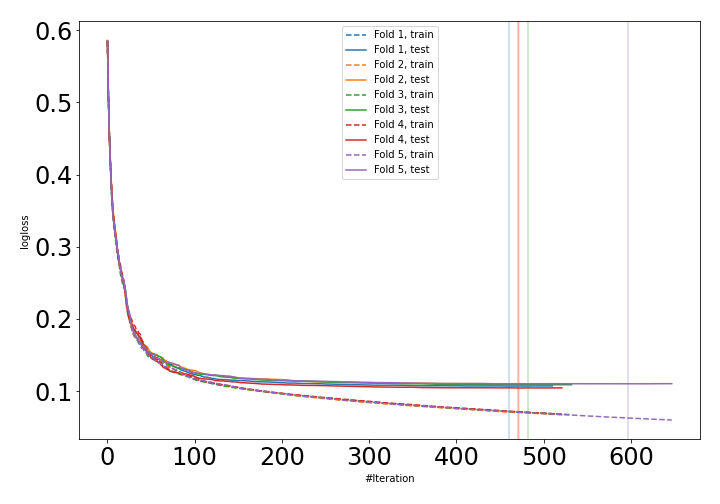 0.6
0.5
0.4
0.3
0.2
0.1
logloss
Fold 1, train
Fold 1, test
Fold 2, train
Fold 2, test
Fold 3, train
Fold 3, test
Fold 4, train
Fold 4, test
Fold 5, train
Fold 5, test
0 100 200 300 400 500 600
#Iteration